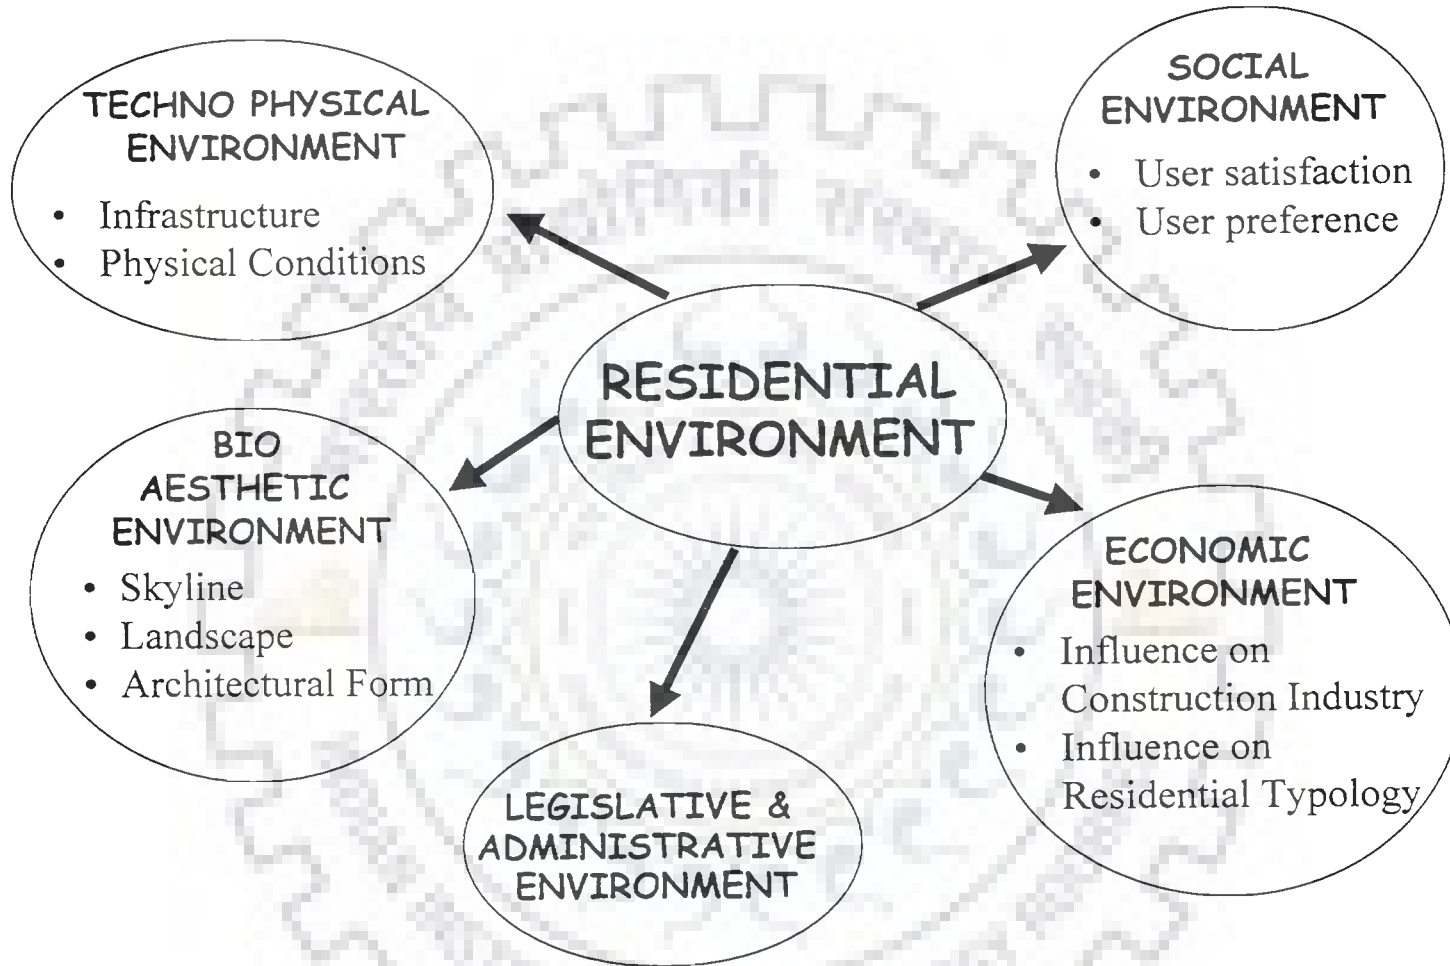 TECHNO PHYSICAL
ENVIRONMENT
• Infrastructure
• Physical Conditions
SOCIAL
ENVIRONMENT
• User satisfaction
• User preference
RESIDENTIAL
ENVIRONMENT
BIO
AESTHETIC
ENVIRONMENT
• Skyline
• Landscape
• Architectural Form
ECONOMIC
ENVIRONMENT
• Influence on
Construction Industry
• Influence on
Residential Typology
LEGISLATIVE &
ADMINISTRATIVE
ENVIRONMENT